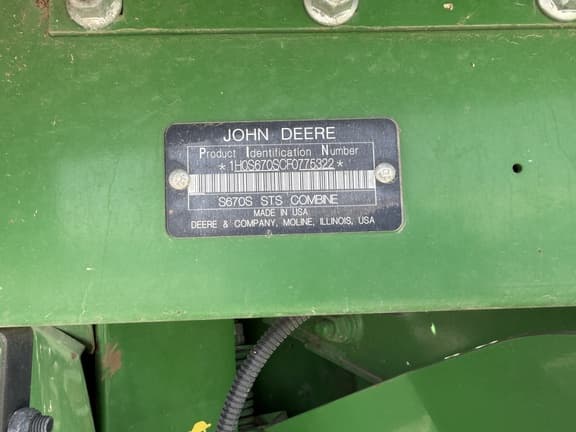 JOHN DEERE
Product Identification Number
*1H0S670SCF0775322*
S670S STS COMBINE
MADE IN USA
DEERE & COMPANY, MOLINE, ILLINOIS, USA